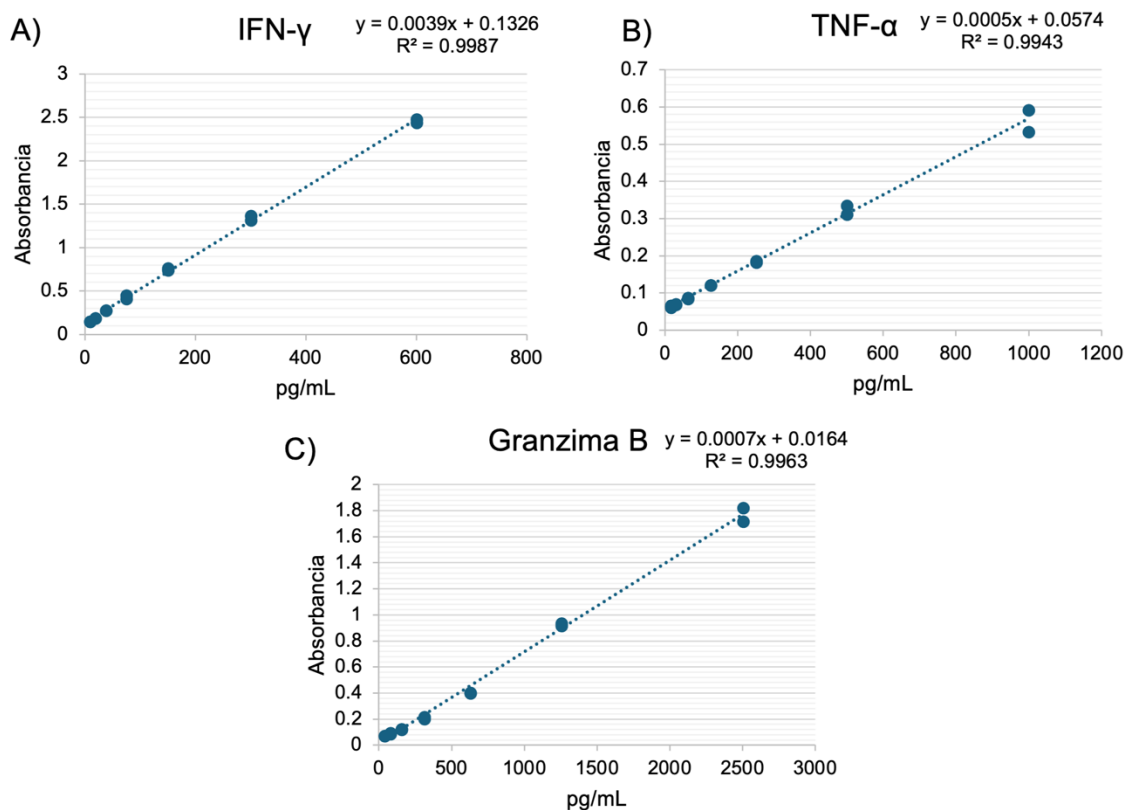 A)
IFN-γ
y = 0.0039x + 0.1326
R² = 0.9987
3
2.5
2
1.5
1
0.5
0
Absorbancia
0 200 400 600 800
pg/mL
B)
TNF-α
y = 0.0005x + 0.0574
R² = 0.9943
0.7
0.6
0.5
0.4
0.3
0.2
0.1
0
Absorbancia
0 200 400 600 800 1000 1200
pg/mL
C)
Granzima B
y = 0.0007x + 0.0164
R² = 0.9963
2
1.8
1.6
1.4
1.2
1
0.8
0.6
0.4
0.2
0
Absorbancia
0 500 1000 1500 2000 2500 3000
pg/mL